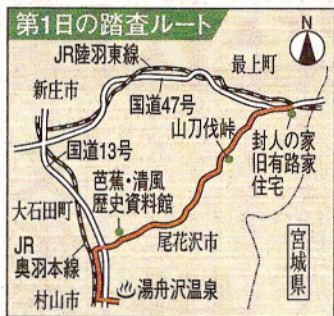 第1日の踏査ルート
N
JR陸羽東線
最上町
新庄市
国道47号
山刀伐峠
国道13号
封人の家
旧有路家
住宅
芭蕉・清風
歴史資料館
大石田町
尾花沢市
JR
奥羽本線
宮城県
村山市
湯舟沢温泉